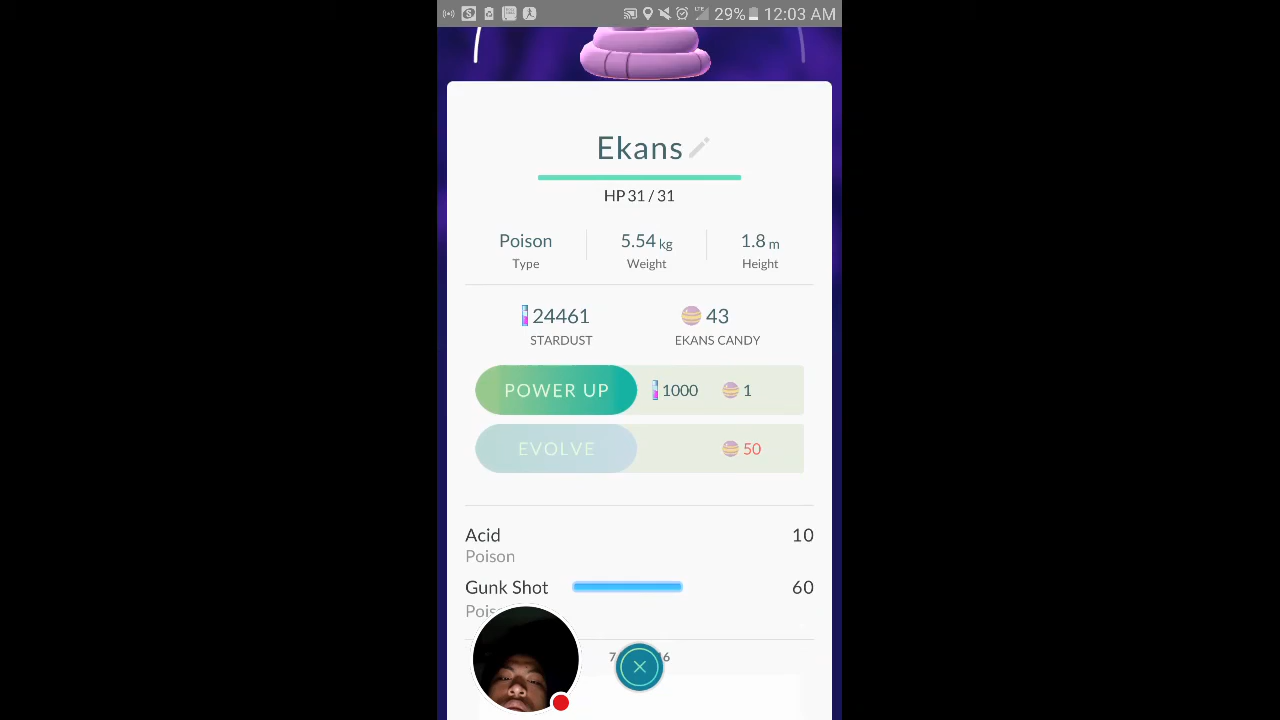 LTE 29% 12:03 AM
Ekans
HP 31 / 31
Poison 5.54 kg 1.8 m
Type Weight Height
24461 43
STARDUST EKANS CANDY
POWER UP 1000 1
EVOLVE 50
Acid 10
Poison
Gunk Shot 60